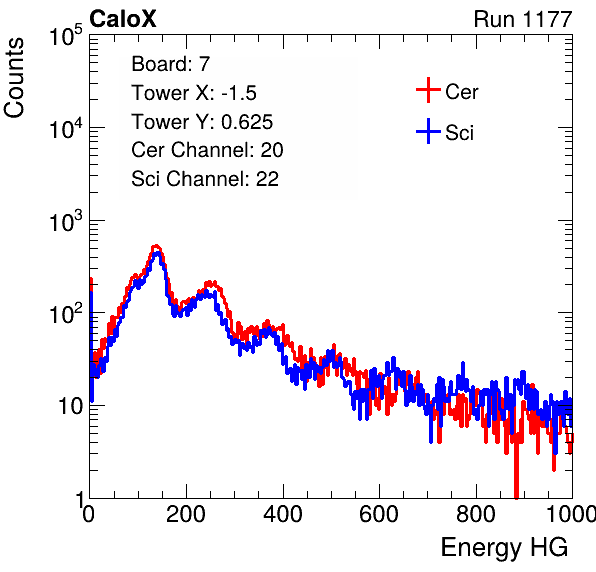 CaloX Run 1177
Counts
Board: 7
Tower X: -1.5
Tower Y: 0.625
Cer Channel: 20
Sci Channel: 22
Cer
Sci
10^5
10^4
10^3
10^2
10
1
0 200 400 600 800 1000
Energy HG